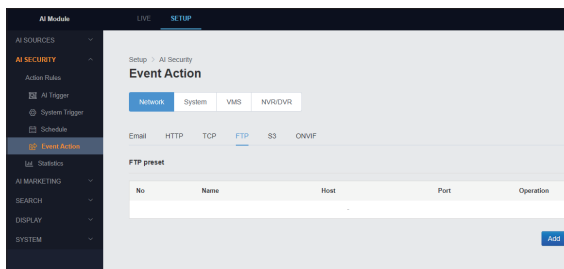 AI Module
LIVE SETUP
AI SOURCES
AI SECURITY
Action Rules
AI Trigger
System Trigger
Schedule
Event Action
Statistics
AI MARKETING
SEARCH
DISPLAY
SYSTEM
Setup > AI Security
Event Action
Network System VMS NVR/DVR
Email HTTP TCP FTP S3 ONVIF
FTP preset
No Name Host Port Operation
-
Add